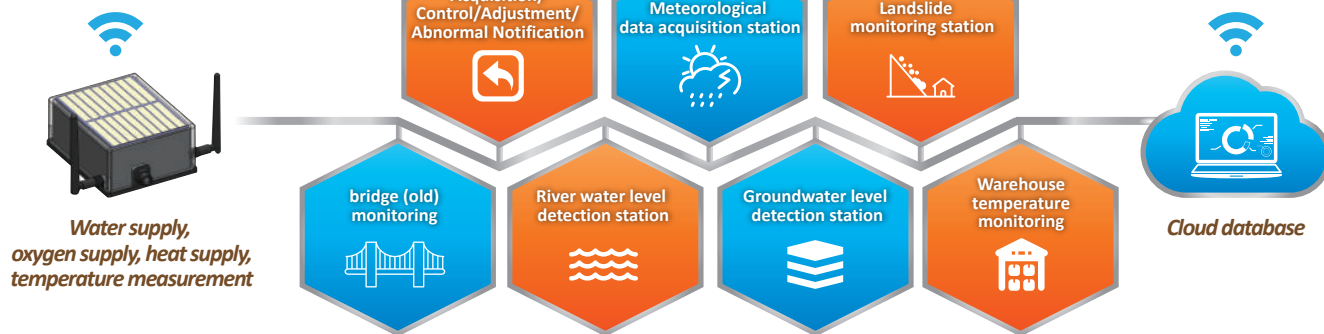 Acquisition/
Control/Adjustment/
Abnormal Notification
Meteorological
data acquisition station
Landslide
monitoring station
bridge (old)
monitoring
River water level
detection station
Groundwater level
detection station
Warehouse
temperature
monitoring
Water supply,
oxygen supply, heat supply,
temperature measurement
Cloud database